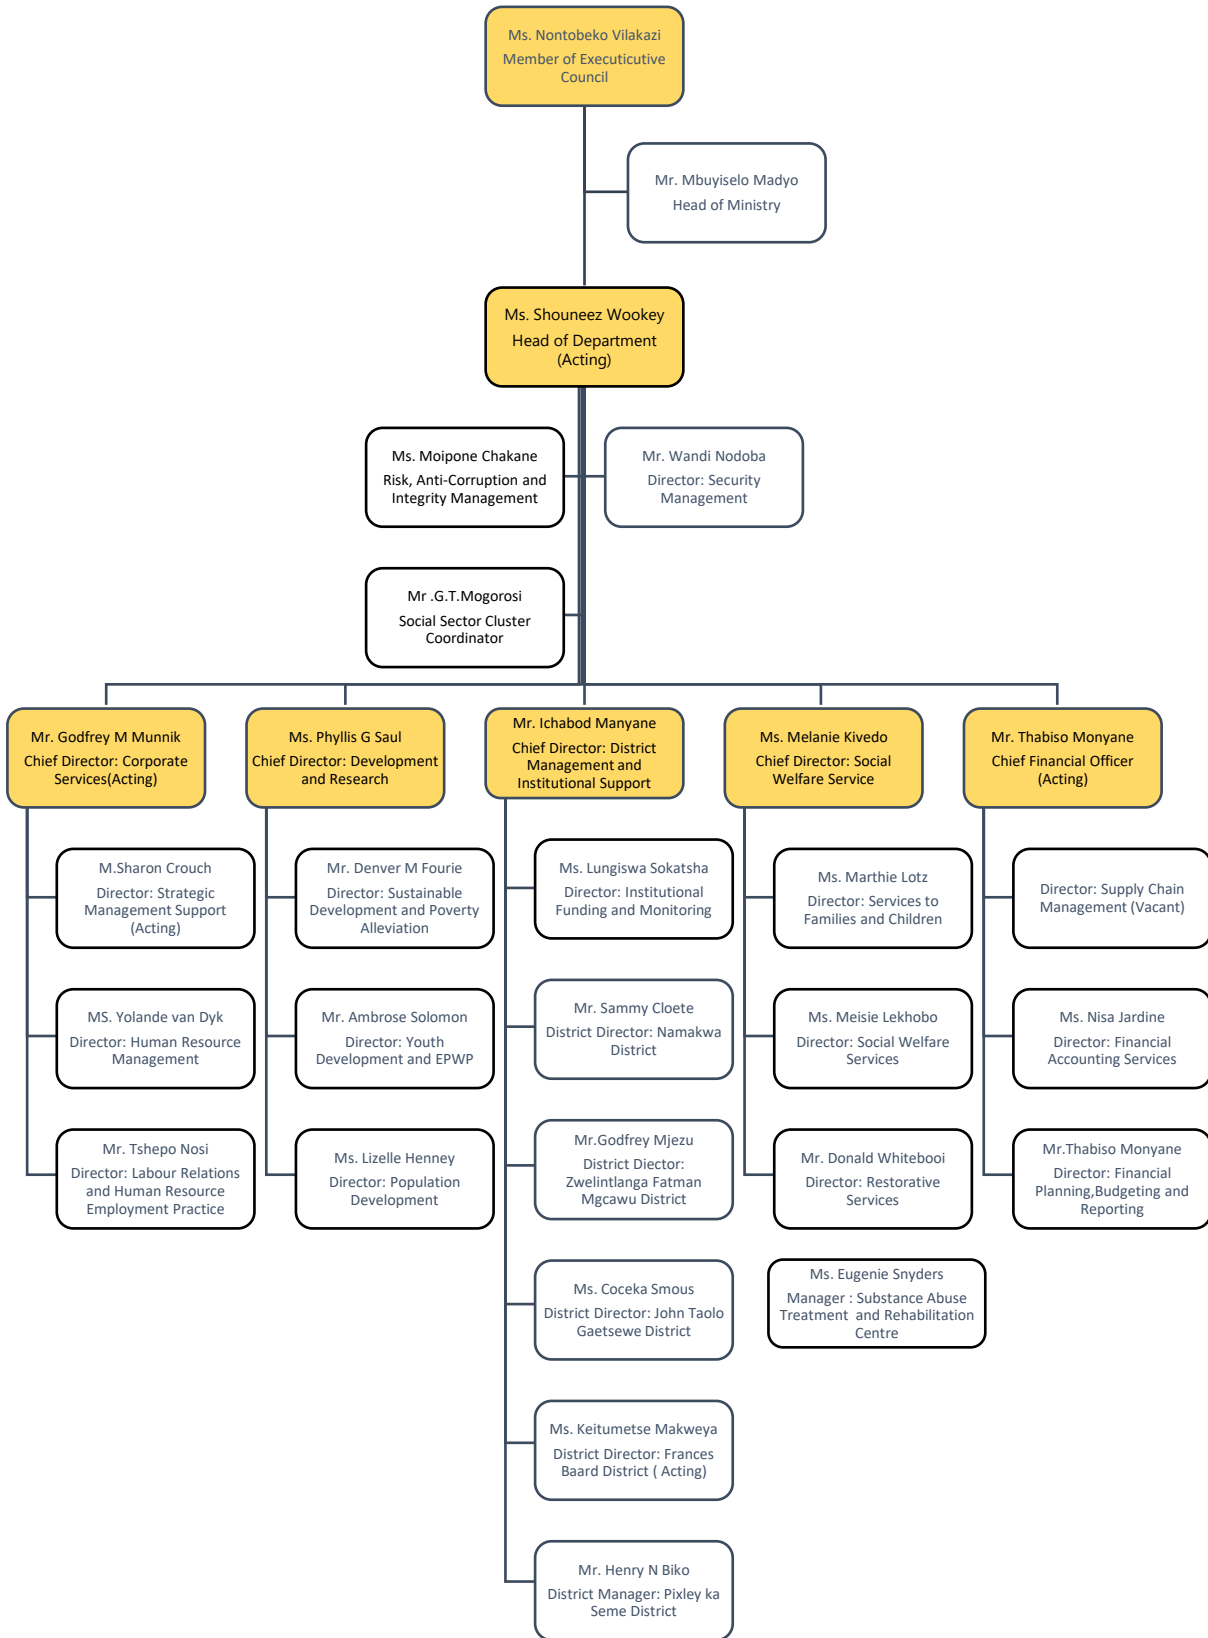 Ms. Nontobeko Vilakazi
Member of Executicutive
Council
Mr. Mbuyiselo Madyo
Head of Ministry
Ms. Shouneez Wookey
Head of Department
(Acting)
Ms. Moipone Chakane
Risk, Anti-Corruption and
Integrity Management
Mr. Wandi Nodoba
Director: Security
Management
Mr .G.T.Mogorosi
Social Sector Cluster
Coordinator
Mr. Godfrey M Munnik
Chief Director: Corporate
Services(Acting)
Ms. Phyllis G Saul
Chief Director: Development
and Research
Mr. Ichabod Manyane
Chief Director: District
Management and
Institutional Support
Ms. Melanie Kivedo
Chief Director: Social
Welfare Service
Mr. Thabiso Monyane
Chief Financial Officer
(Acting)
M.Sharon Crouch
Director: Strategic
Management Support
(Acting)
MS. Yolande van Dyk
Director: Human Resource
Management
Mr. Tshepo Nosi
Director: Labour Relations
and Human Resource
Employment Practice
Mr. Denver M Fourie
Director: Sustainable
Development and Poverty
Alleviation
Mr. Ambrose Solomon
Director: Youth
Development and EPWP
Ms. Lizelle Henney
Director: Population
Development
Ms. Lungiswa Sokatsha
Director: Institutional
Funding and Monitoring
Mr. Sammy Cloete
District Director: Namakwa
District
Mr.Godfrey Mjezu
District Diector:
Zwelintlanga Fatman
Mgcawu District
Ms. Coceka Smous
District Director: John Taolo
Gaetsewe District
Ms. Keitumetse Makweya
District Director: Frances
Baard District ( Acting)
Mr. Henry N Biko
District Manager: Pixley ka
Seme District
Ms. Marthie Lotz
Director: Services to
Families and Children
Ms. Meisie Lekhobo
Director: Social Welfare
Services
Mr. Donald Whitebooi
Director: Restorative
Services
Ms. Eugenie Snyders
Manager : Substance Abuse
Treatment and Rehabilitation
Centre
Director: Supply Chain
Management (Vacant)
Ms. Nisa Jardine
Director: Financial
Accounting Services
Mr.Thabiso Monyane
Director: Financial
Planning,Budgeting and
Reporting